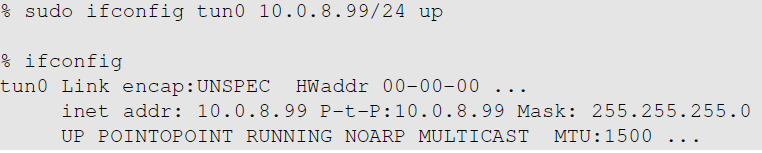 % sudo ifconfig tun0 10.0.8.99/24 up
% ifconfig
tun0 Link encap:UNSPEC  HWaddr 00-00-00 ...
inet addr: 10.0.8.99 P-t-P:10.0.8.99 Mask: 255.255.255.0
UP POINTOPOINT RUNNING NOARP MULTICAST  MTU:1500 ...